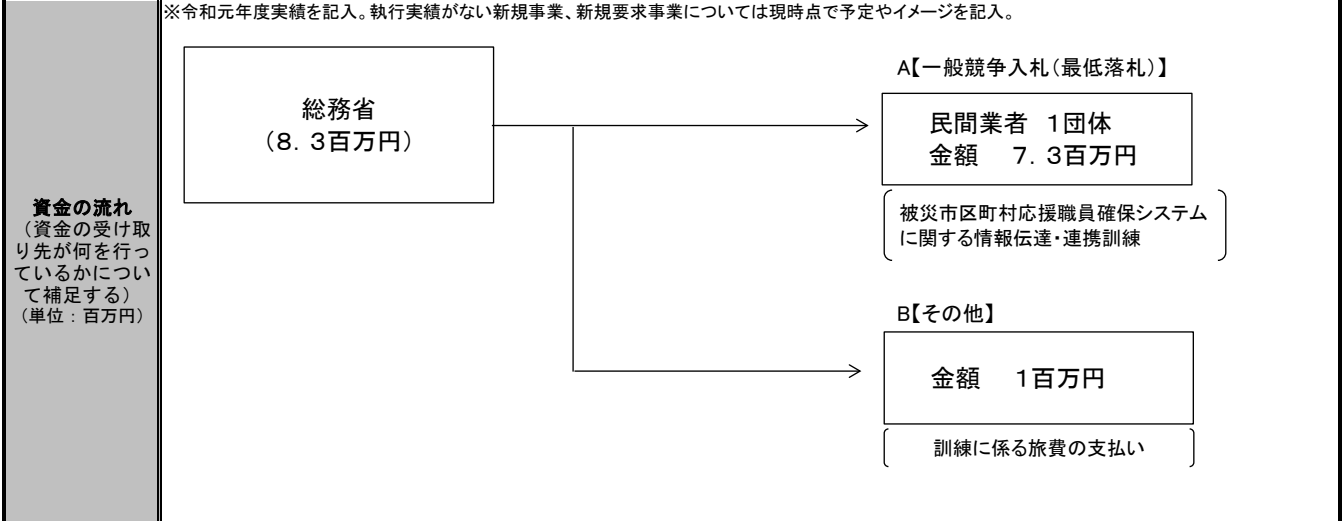 ※令和元年度実績を記入。執行実績がない新規事業、新規要求事業については現時点で予定やイメージを記入。
資金の流れ
（資金の受け取
り先が何を行っ
ているかについ
て補足する）
（単位：百万円）
総務省
（８．３百万円）
A【一般競争入札（最低落札）】
民間業者　１団体
金額　７．３百万円
被災市区町村応援職員確保システム
に関する情報伝達・連携訓練
B【その他】
金額　１百万円
訓練に係る旅費の支払い